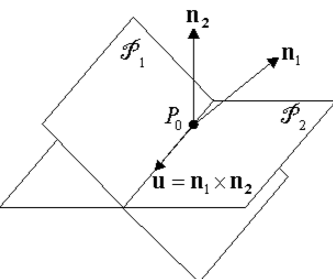 n₂
𝒫₁
n₁
P₀
𝒫₂
u = n₁ × n₂